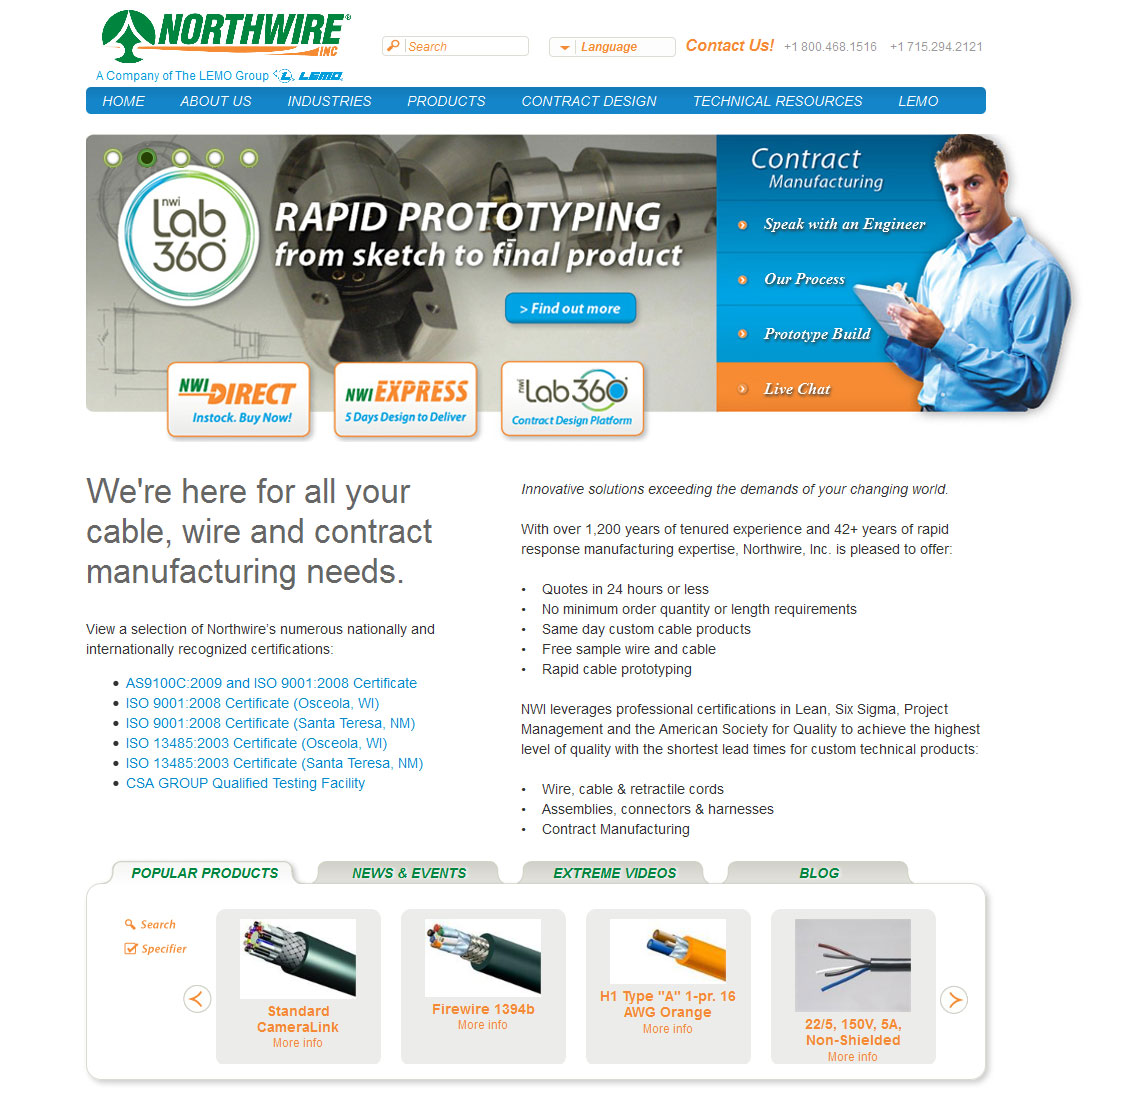 NORTHWIRE®
INC
A Company of The LEMO Group LEMO
Search
Language
Contact Us!
+1 800.468.1516 +1 715.294.2121
HOME ABOUT US INDUSTRIES PRODUCTS CONTRACT DESIGN TECHNICAL RESOURCES LEMO
nwi
Lab
360
RAPID PROTOTYPING
from sketch to final product
> Find out more
Contract
Manufacturing
Speak with an Engineer
Our Process
Prototype Build
Live Chat
NWI DIRECT
Instock. Buy Now!
NWI EXPRESS
5 Days Design to Deliver
nwi Lab 360
Contract Design Platform
We're here for all your
cable, wire and contract
manufacturing needs.
View a selection of Northwire's numerous nationally and
internationally recognized certifications:
• AS9100C:2009 and ISO 9001:2008 Certificate
• ISO 9001:2008 Certificate (Osceola, WI)
• ISO 9001:2008 Certificate (Santa Teresa, NM)
• ISO 13485:2003 Certificate (Osceola, WI)
• ISO 13485:2003 Certificate (Santa Teresa, NM)
• CSA GROUP Qualified Testing Facility
Innovative solutions exceeding the demands of your changing world.
With over 1,200 years of tenured experience and 42+ years of rapid
response manufacturing expertise, Northwire, Inc. is pleased to offer:
• Quotes in 24 hours or less
• No minimum order quantity or length requirements
• Same day custom cable products
• Free sample wire and cable
• Rapid cable prototyping
NWI leverages professional certifications in Lean, Six Sigma, Project
Management and the American Society for Quality to achieve the highest
level of quality with the shortest lead times for custom technical products:
• Wire, cable & retractile cords
• Assemblies, connectors & harnesses
• Contract Manufacturing
POPULAR PRODUCTS NEWS & EVENTS EXTREME VIDEOS BLOG
Search
Specifier
Standard
CameraLink
More info
Firewire 1394b
More info
H1 Type "A" 1-pr. 16
AWG Orange
More info
22/5, 150V, 5A,
Non-Shielded
More info